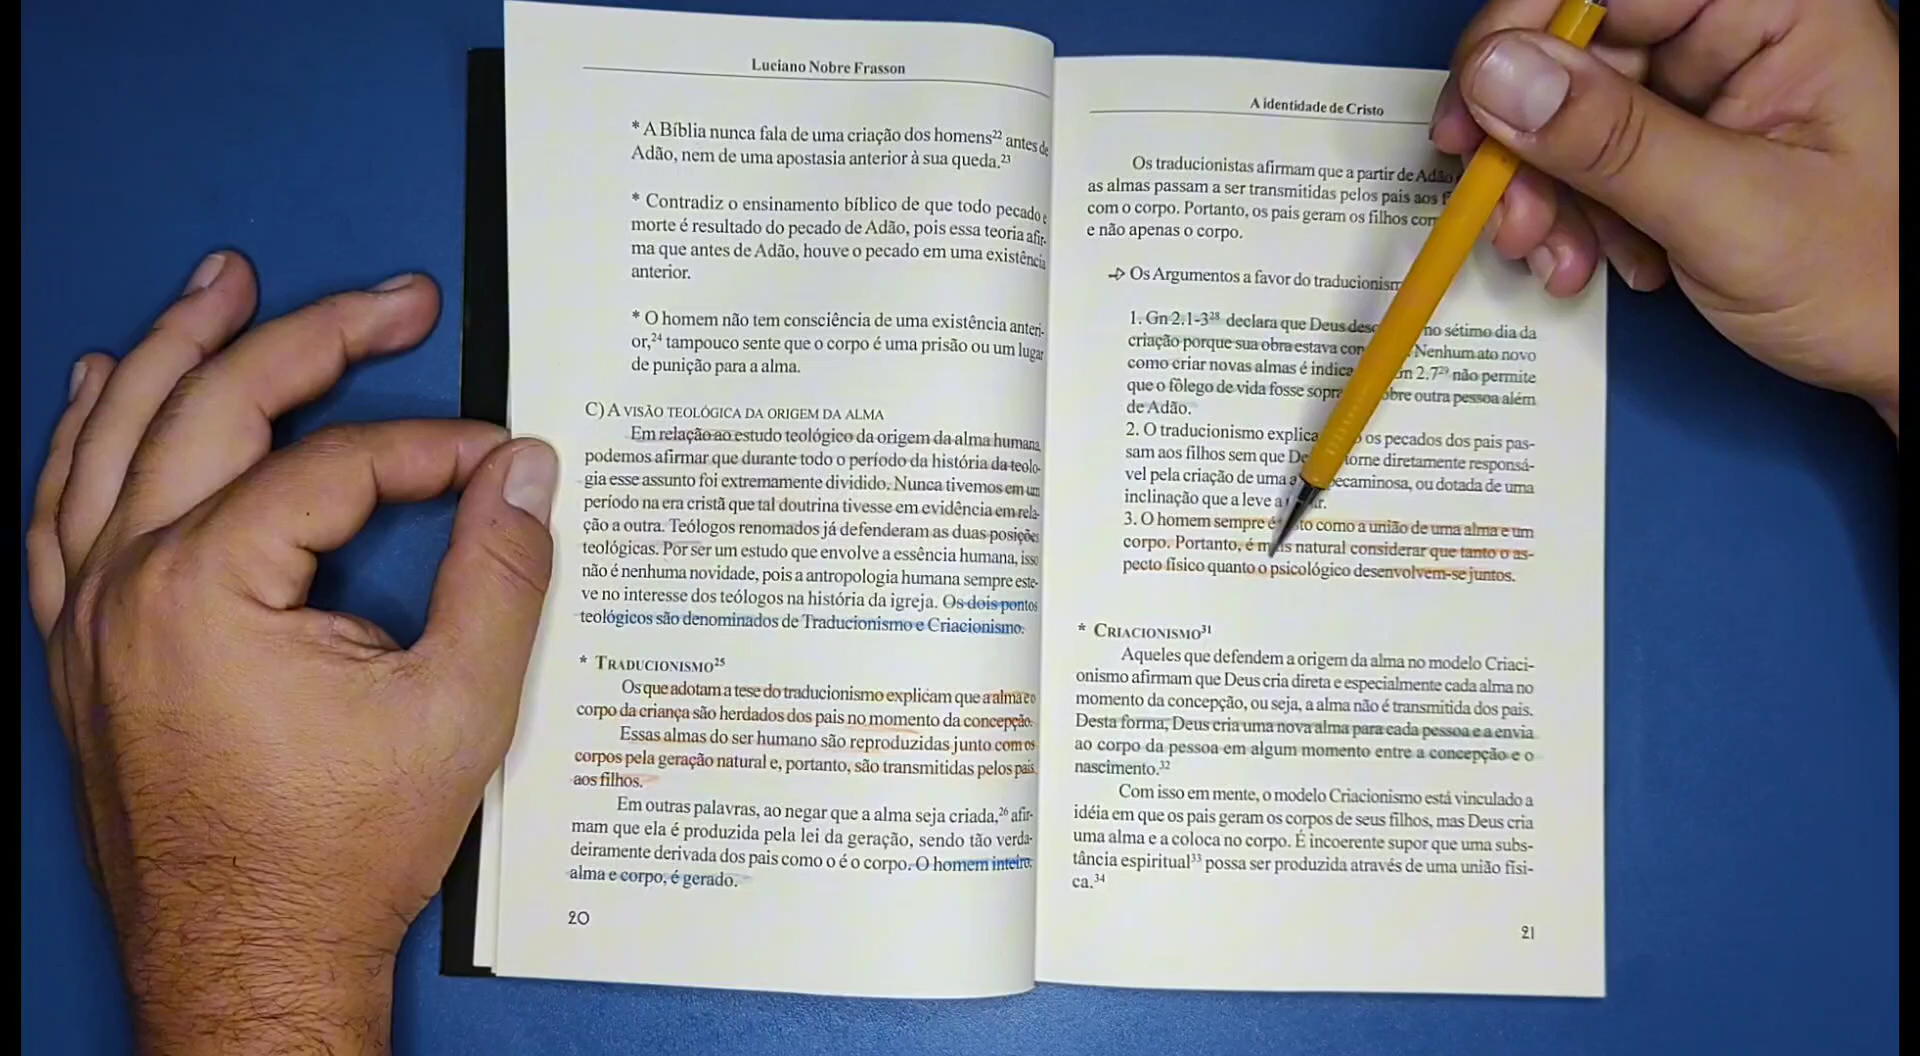 Luciano Nobre Frasson
* A Bíblia nunca fala de uma criação dos homens²² antes de
Adão, nem de uma apostasia anterior à sua queda.²³
* Contradiz o ensinamento bíblico de que todo pecado e
morte é resultado do pecado de Adão, pois essa teoria afir-
ma que antes de Adão, houve o pecado em uma existência
anterior.
* O homem não tem consciência de uma existência anteri-
or,²⁴ tampouco sente que o corpo é uma prisão ou um lugar
de punição para a alma.
C) A VISÃO TEOLÓGICA DA ORIGEM DA ALMA
Em relação ao estudo teológico da origem da alma humana,
podemos afirmar que durante todo o período da história da teolo-
gia esse assunto foi extremamente dividido. Nunca tivemos em um
período na era cristã que tal doutrina tivesse em evidência em rela-
ção a outra. Teólogos renomados já defenderam as duas posições
teológicas. Por ser um estudo que envolve a essência humana, isso
não é nenhuma novidade, pois a antropologia humana sempre este-
ve no interesse dos teólogos na história da igreja. Os dois pontos
teológicos são denominados de Traducionismo e Criacionismo.
* TRADUCIONISMO²⁵
Os que adotam a tese do traducionismo explicam que a alma e o
corpo da criança são herdados dos pais no momento da concepção.
Essas almas do ser humano são reproduzidas junto com os
corpos pela geração natural e, portanto, são transmitidas pelos pais
aos filhos.
Em outras palavras, ao negar que a alma seja criada,²⁶ afir-
mam que ela é produzida pela lei da geração, sendo tão verda-
deiramente derivada dos pais como o é o corpo. O homem inteiro,
alma e corpo, é gerado.
20
A identidade de Cristo
Os traducionistas afirmam que a partir de Adão
as almas passam a ser transmitidas pelos pais aos
com o corpo. Portanto, os pais geram os filhos
e não apenas o corpo.
Os Argumentos a favor do
1. Gn 2.1-3²⁸ declara que Deus no sétimo dia da
criação porque sua obra estava Nenhum ato novo
como criar novas almas é 2.7²⁹ não permite
que o fôlego de vida fosse outra pessoa além
de Adão.
2. O traducionismo explica os pecados dos pais pas-
sam aos filhos sem que torne diretamente responsá-
vel pela criação de uma pecaminosa, ou dotada de uma
inclinação que a leve a
3. O homem sempre é como a união de uma alma e um
corpo. Portanto, é mais natural considerar que tanto o as-
pecto físico quanto o psicológico desenvolvem-se juntos.
* CRIACIONISMO³¹
Aqueles que defendem a origem da alma no modelo Criaci-
onismo afirmam que Deus cria direta e especialmente cada alma no
momento da concepção, ou seja, a alma não é transmitida dos pais.
Desta forma, Deus cria uma nova alma para cada pessoa e a envia
ao corpo da pessoa em algum momento entre a concepção e o
nascimento.³²
Com isso em mente, o modelo Criacionismo está vinculado a
idéia em que os pais geram os corpos de seus filhos, mas Deus cria
uma alma e a coloca no corpo. É incoerente supor que uma subs-
tância espiritual³³ possa ser produzida através de uma união físi-
ca.³⁴
21